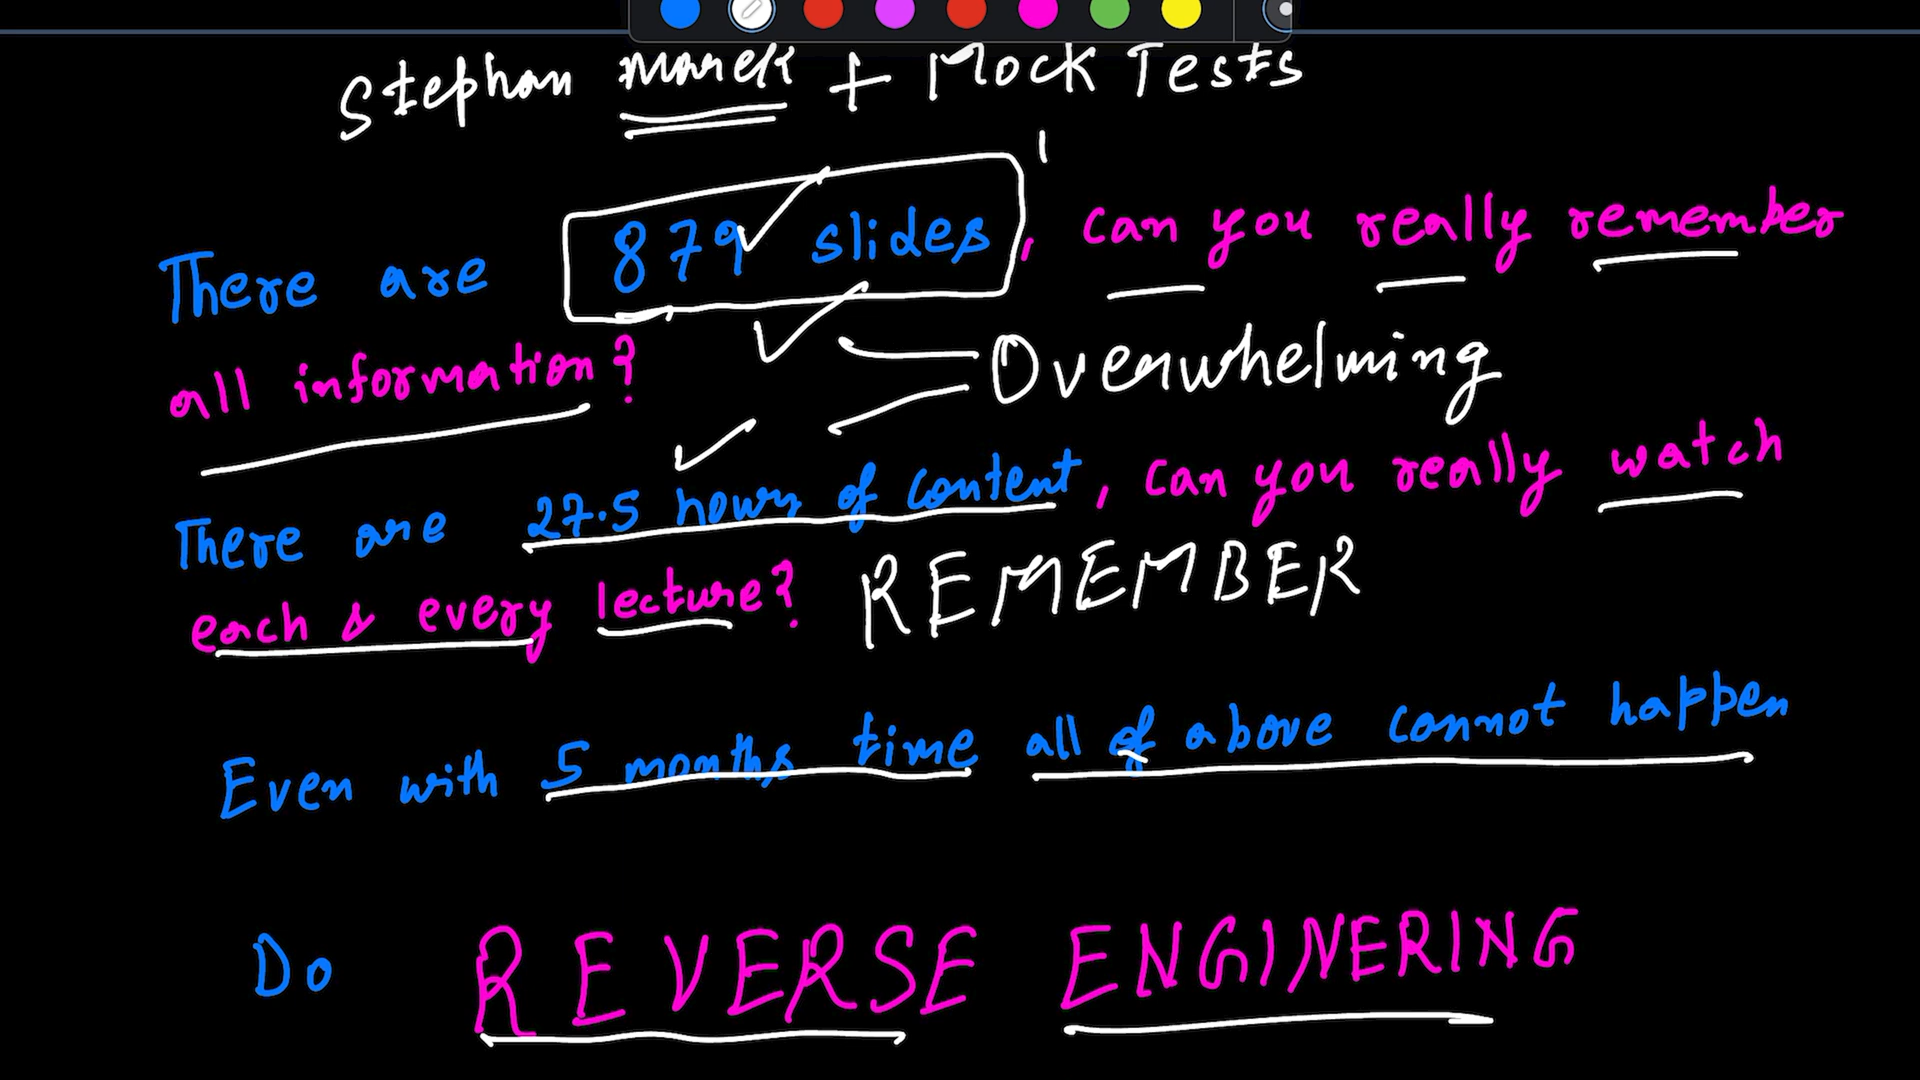 Stephan Marek + Mock Tests
There are 879 slides, can you really remember
all information?
Overwhelming
There are 27.5 hours of content, can you really watch
each & every lecture? REMEMBER
Even with 5 months time all of above cannot happen
Do REVERSE ENGINERING